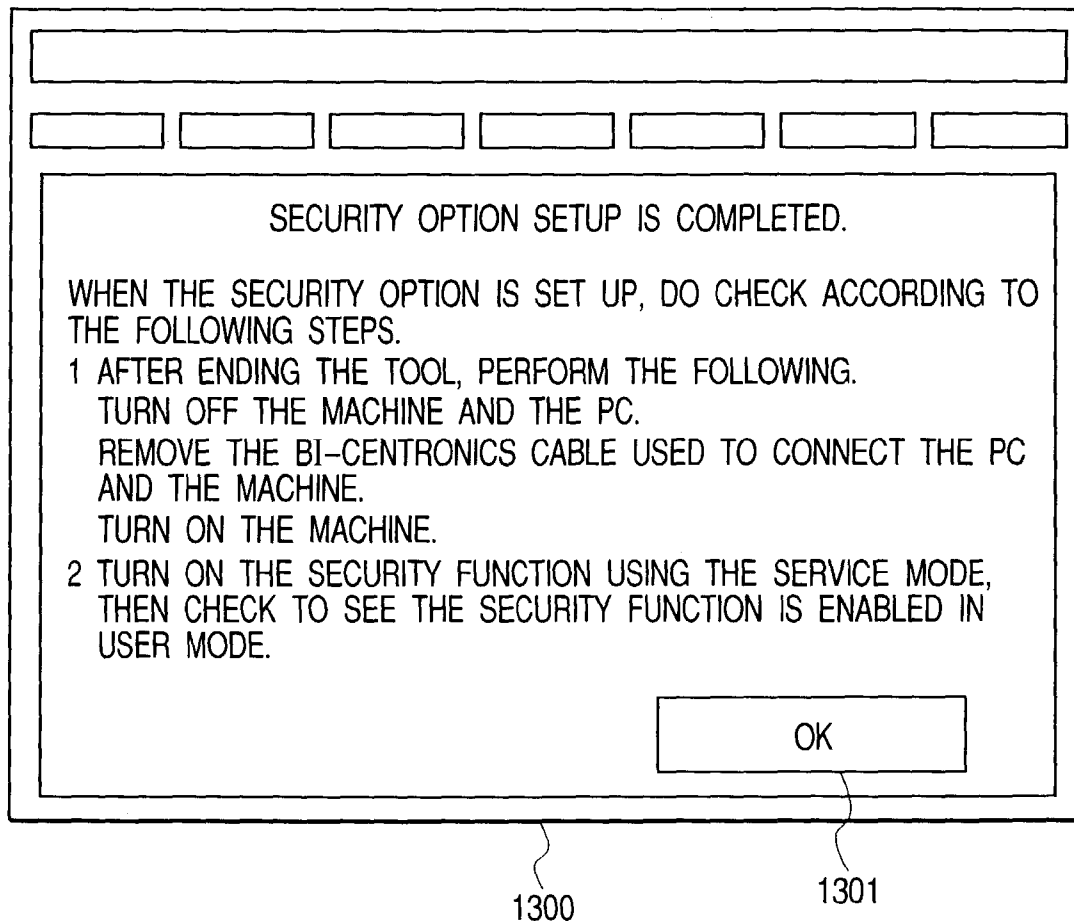 SECURITY OPTION SETUP IS COMPLETED.
WHEN THE SECURITY OPTION IS SET UP, DO CHECK ACCORDING TO
THE FOLLOWING STEPS.
1 AFTER ENDING THE TOOL, PERFORM THE FOLLOWING.
TURN OFF THE MACHINE AND THE PC.
REMOVE THE BI-CENTRONICS CABLE USED TO CONNECT THE PC
AND THE MACHINE.
TURN ON THE MACHINE.
2 TURN ON THE SECURITY FUNCTION USING THE SERVICE MODE,
THEN CHECK TO SEE THE SECURITY FUNCTION IS ENABLED IN
USER MODE.
OK
1300
1301